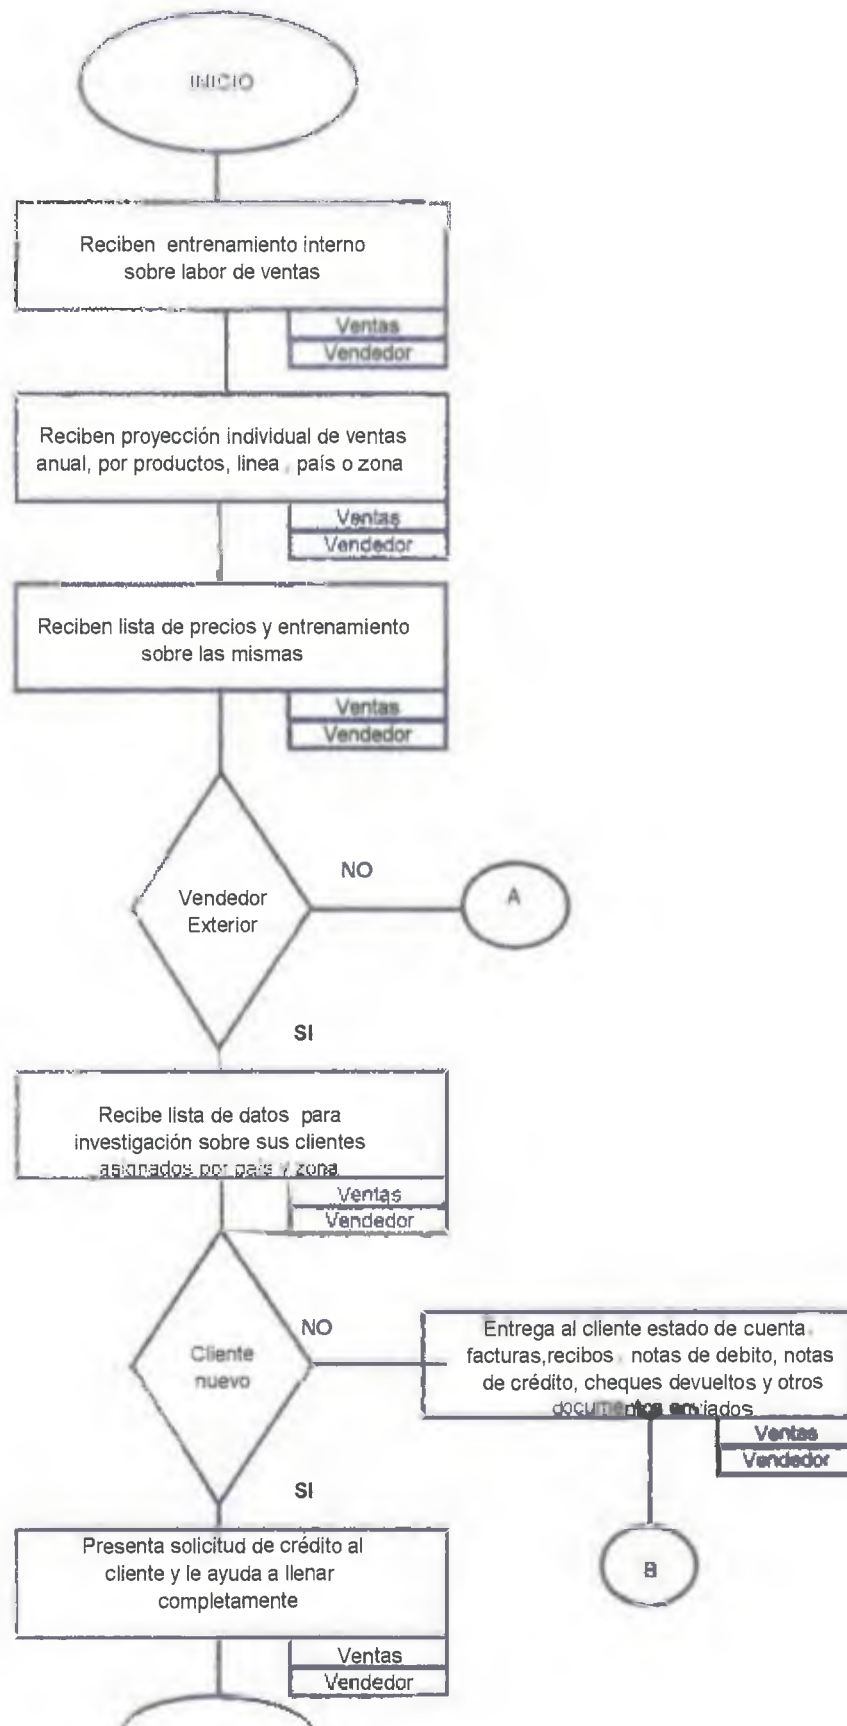 INICIO
Reciben entrenamiento interno
sobre labor de ventas
Ventas
Vendedor
Reciben proyección individual de ventas
anual, por productos, linea , país o zona
Ventas
Vendedor
Reciben lista de precios y entrenamiento
sobre las mismas
Ventas
Vendedor
NO
Vendedor
Exterior
A
SI
Recibe lista de datos para
investigación sobre sus clientes
asignados por país y zona
Ventas
Vendedor
NO
Cliente
nuevo
Entrega al cliente estado de cuenta,
facturas,recibos , notas de debito, notas
de crédito, cheques devueltos y otros
documentos enviados
Ventas
Vendedor
SI
B
Presenta solicitud de crédito al
cliente y le ayuda a llenar
completamente
Ventas
Vendedor